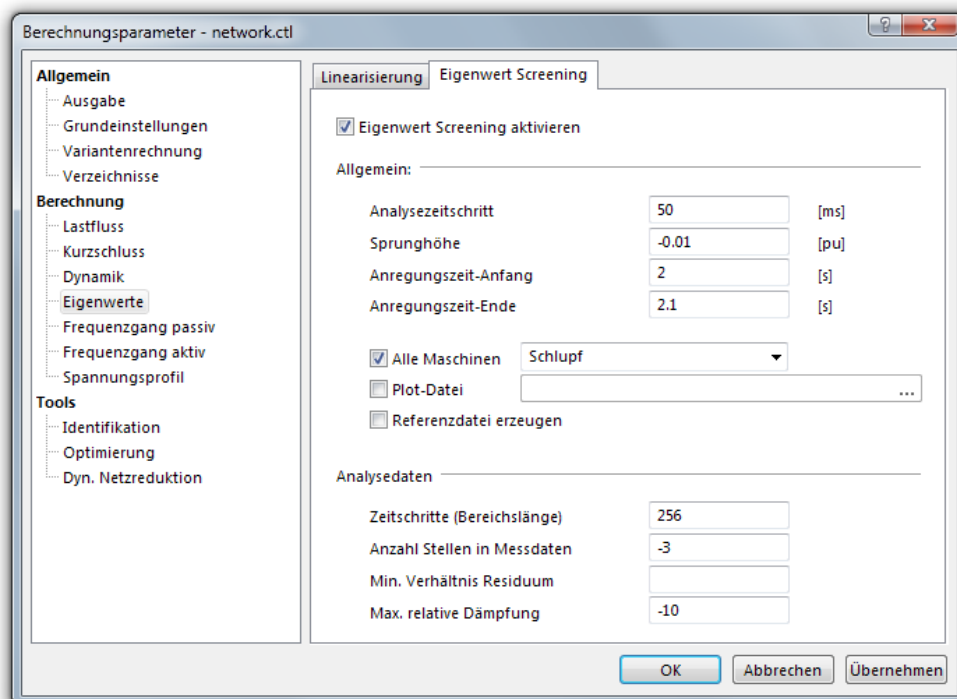 Berechnungsparameter - network.ctl
Allgemein
Ausgabe
Grundeinstellungen
Variantenrechnung
Verzeichnisse
Berechnung
Lastfluss
Kurzschluss
Dynamik
Eigenwerte
Frequenzgang passiv
Frequenzgang aktiv
Spannungsprofil
Tools
Identifikation
Optimierung
Dyn. Netzreduktion
Linearisierung
Eigenwert Screening
Eigenwert Screening aktivieren
Allgemein:
Analysezeitschritt 50 [ms]
Sprunghöhe -0.01 [pu]
Anregungszeit-Anfang 2 [s]
Anregungszeit-Ende 2.1 [s]
Alle Maschinen Schlupf
Plot-Datei ...
Referenzdatei erzeugen
Analysedaten
Zeitschritte (Bereichslänge) 256
Anzahl Stellen in Messdaten -3
Min. Verhältnis Residuum
Max. relative Dämpfung -10
OK Abbrechen Übernehmen